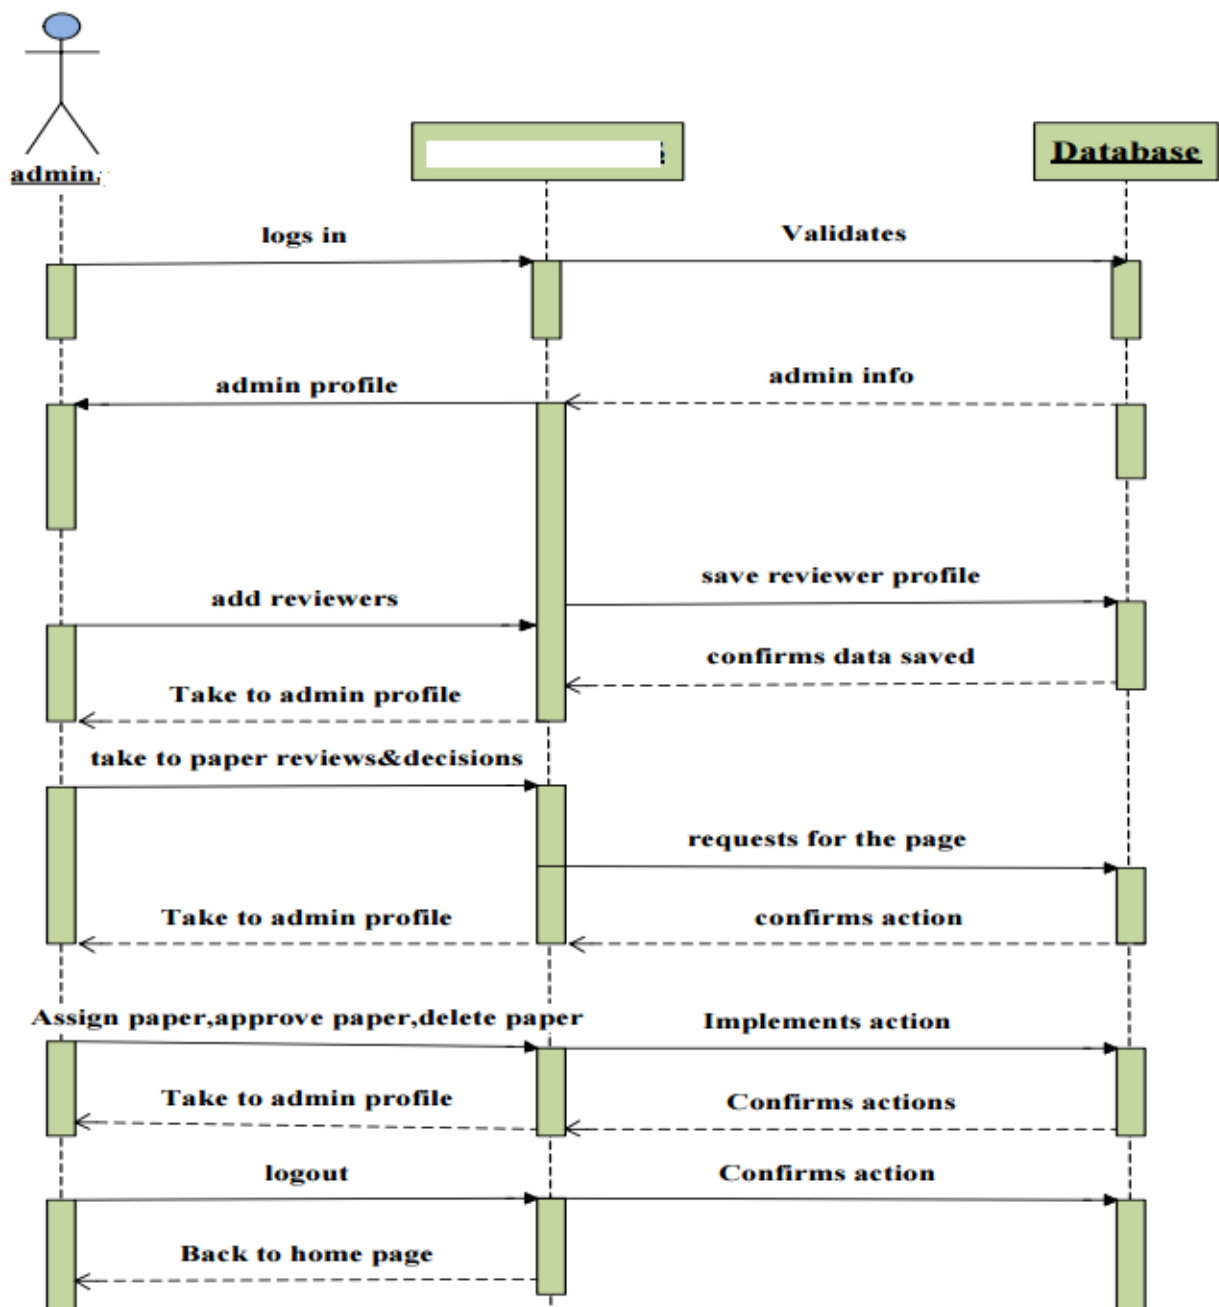 admin
Database
logs in
Validates
admin profile
admin info
save reviewer profile
add reviewers
confirms data saved
Take to admin profile
take to paper reviews&decisions
requests for the page
Take to admin profile
confirms action
Assign paper,approve paper,delete paper
Implements action
Take to admin profile
Confirms actions
logout
Confirms action
Back to home page